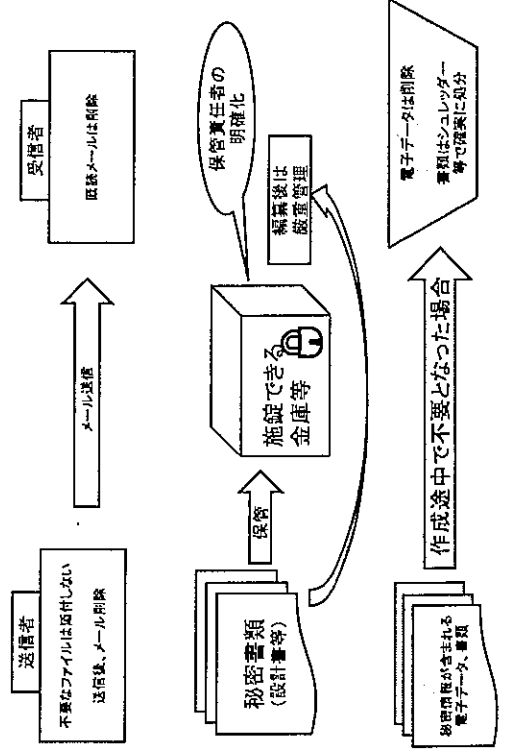 送信者
不要なファイルは添付しない
送信後、メール削除
メール送信
受信者
既読メールは削除
秘密書類
(設計書等)
保管
施錠できる
金庫等
保管責任者の
明確化
編纂後は
厳重管理
秘密情報が含まれる
電子データ、書類
作成途中で不要となった場合
電子データは削除
書類はシュレッダー
等で確実に処分